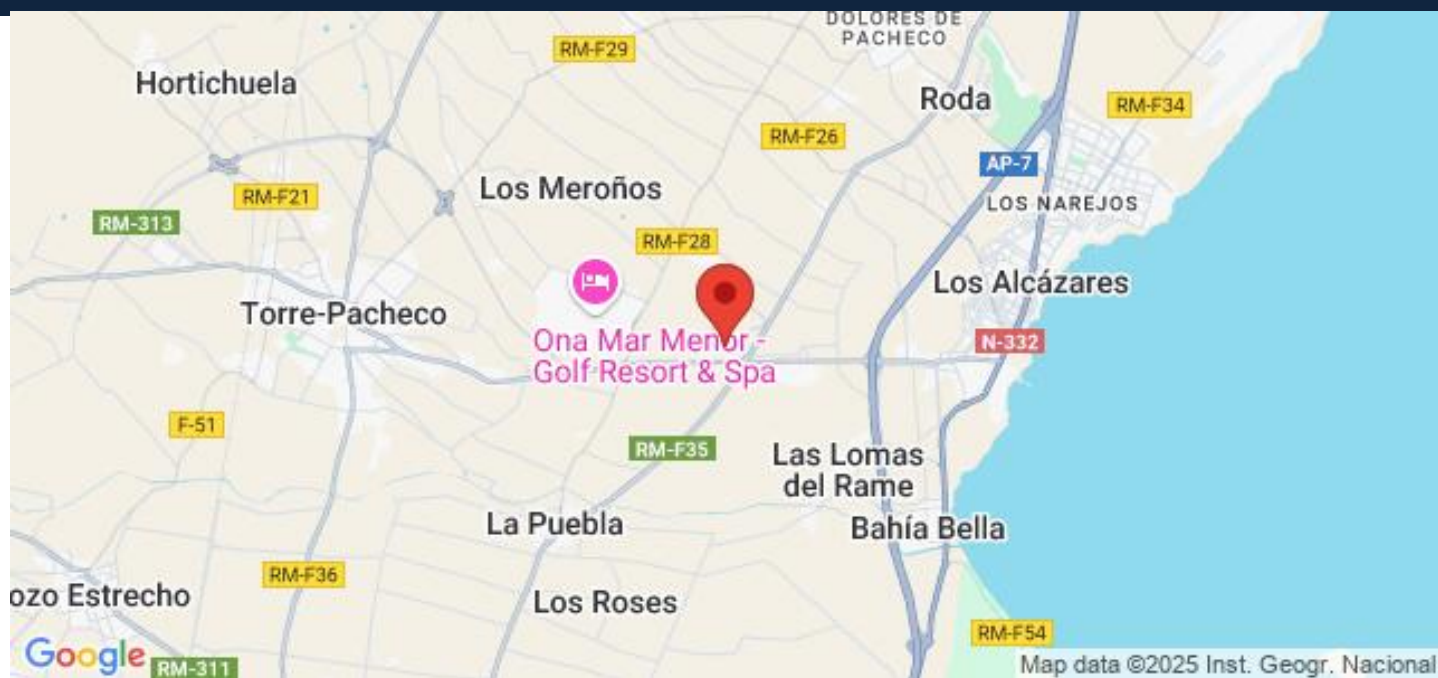 DOLORES DE
PACHECO
RM-F29
Hortichuela
Roda
RM-F34
RM-F26
AP-7
Los Meroños
RM-F21
LOS NAREJOS
RM-313
RM-F28
Los Alcázares
Torre-Pacheco
Ona Mar Menor -
Golf Resort & Spa
N-332
F-51
RM-F35
Las Lomas
del Rame
La Puebla
Bahía Bella
RM-F36
ozo Estrecho
Los Roses
RM-F54
Google
RM-311
Map data ©2025 Inst. Geogr. Nacional